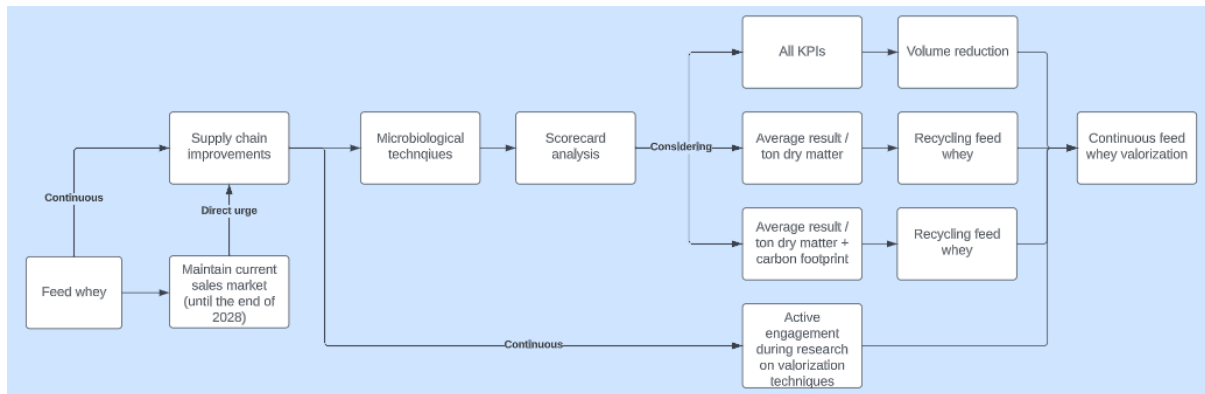 All KPIs
Volume reduction
Supply chain
improvements
Microbiological
technqiues
Scorecard
analysis
Considering
Average result /
ton dry matter
Recycling feed
whey
Continuous feed
whey valorization
Continuous
Direct urge
Average result /
ton dry matter +
carbon footprint
Recycling feed
whey
Feed whey
Maintain current
sales market
(until the end of
2028)
Continuous
Active
engagement
during research
on valorization
techniques